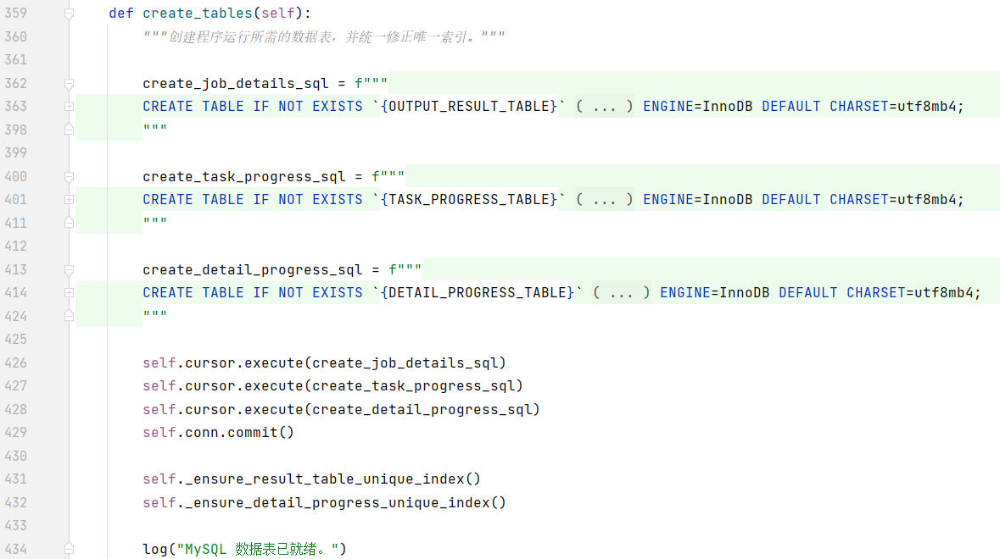 359 def create_tables(self):
360 """创建程序运行所需的数据表，并统一修正唯一索引。"""
361
362 create_job_details_sql = f"""
363 CREATE TABLE IF NOT EXISTS `{OUTPUT_RESULT_TABLE}` ( ... ) ENGINE=InnoDB DEFAULT CHARSET=utf8mb4;
398 """
399
400 create_task_progress_sql = f"""
401 CREATE TABLE IF NOT EXISTS `{TASK_PROGRESS_TABLE}` ( ... ) ENGINE=InnoDB DEFAULT CHARSET=utf8mb4;
411 """
412
413 create_detail_progress_sql = f"""
414 CREATE TABLE IF NOT EXISTS `{DETAIL_PROGRESS_TABLE}` ( ... ) ENGINE=InnoDB DEFAULT CHARSET=utf8mb4;
424 """
425
426 self.cursor.execute(create_job_details_sql)
427 self.cursor.execute(create_task_progress_sql)
428 self.cursor.execute(create_detail_progress_sql)
429 self.conn.commit()
430
431 self._ensure_result_table_unique_index()
432 self._ensure_detail_progress_unique_index()
433
434 log("MySQL 数据表已就绪。")